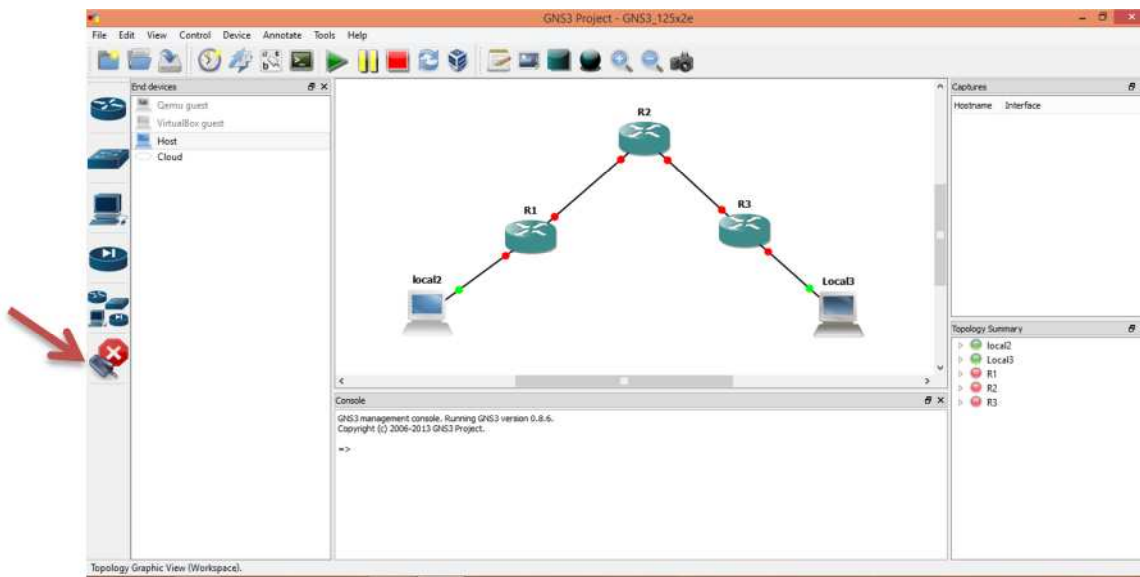 GNS3 Project - GNS3_125x2e
File Edit View Control Device Annotate Tools Help
End devices
Qemu guest
VirtualBox guest
Host
Cloud
R2
R1
R3
local2
Local3
Captures
Hostname Interface
Topology Summary
local2
Local3
R1
R2
R3
Console
GNS3 management console. Running GNS3 version 0.8.6.
Copyright (c) 2006-2013 GNS3 Project.
=>
Topology Graphic View (Workspace).